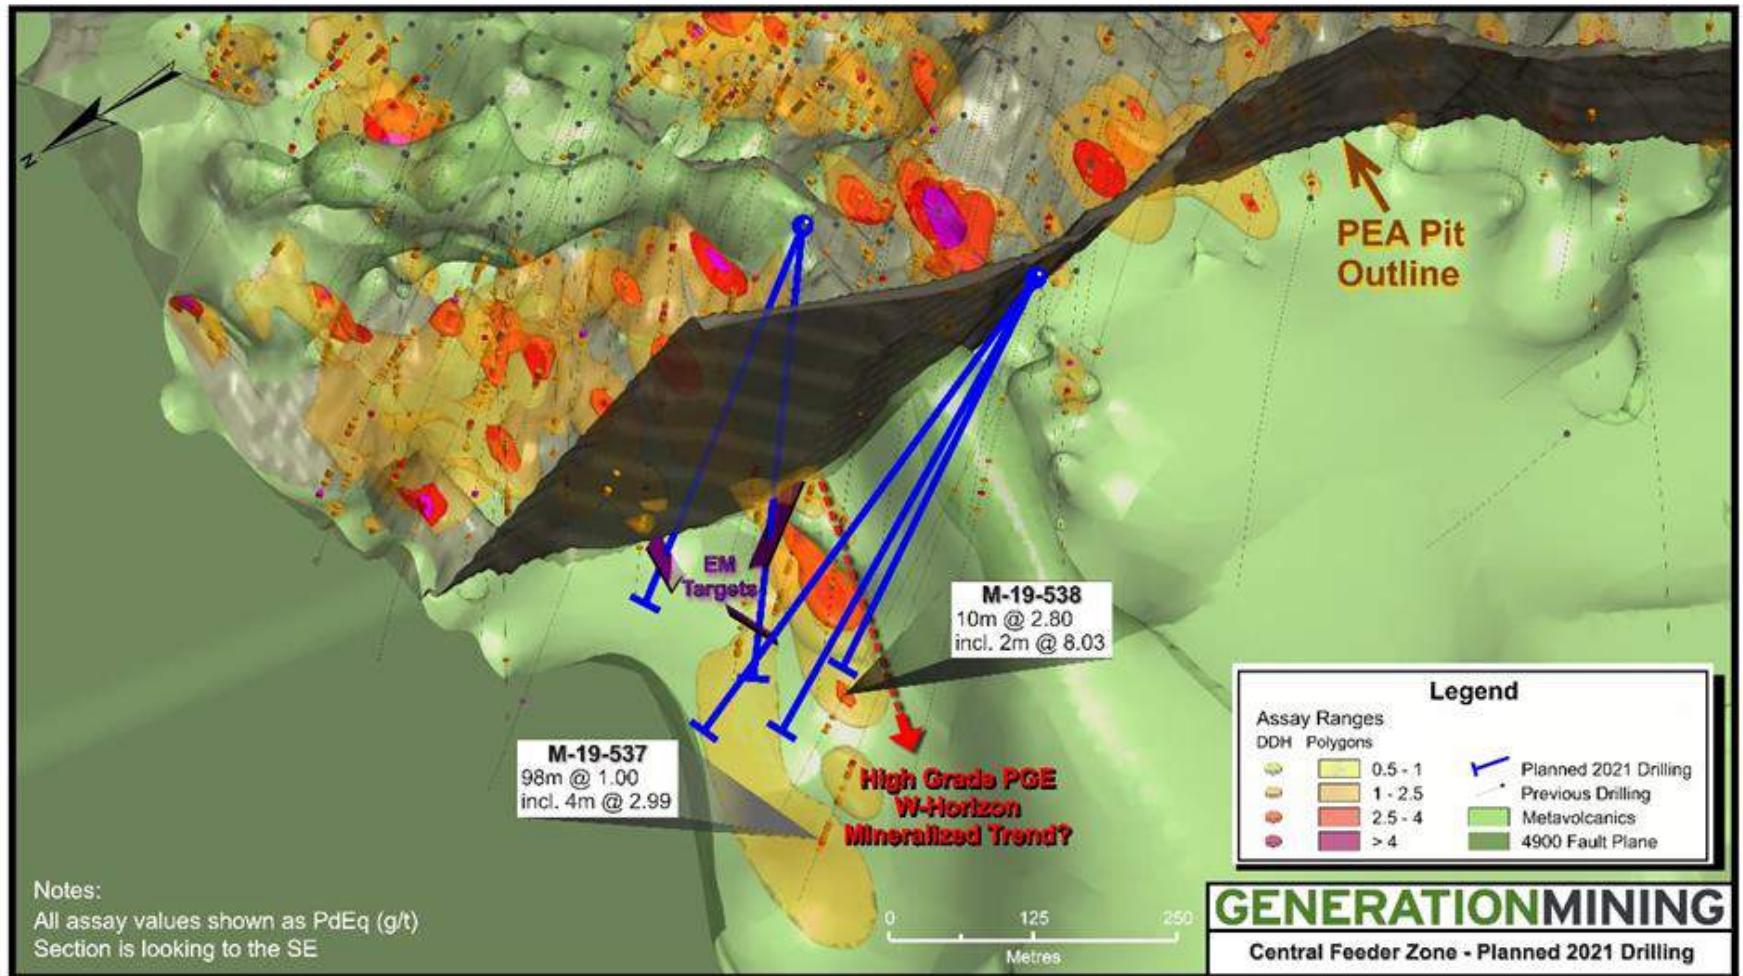 N
PEA Pit
Outline
EM
Targets
M-19-538
10m @ 2.80
incl. 2m @ 8.03
M-19-537
98m @ 1.00
incl. 4m @ 2.99
High Grade PGE
W-Horizon
Mineralized Trend?
Legend
Assay Ranges
DDH Polygons
0.5 - 1
1 - 2.5
2.5 - 4
> 4
Planned 2021 Drilling
Previous Drilling
Metavolcanics
4900 Fault Plane
Notes:
All assay values shown as PdEq (g/t)
Section is looking to the SE
0 125 250
Metres
GENERATIONMINING
Central Feeder Zone - Planned 2021 Drilling